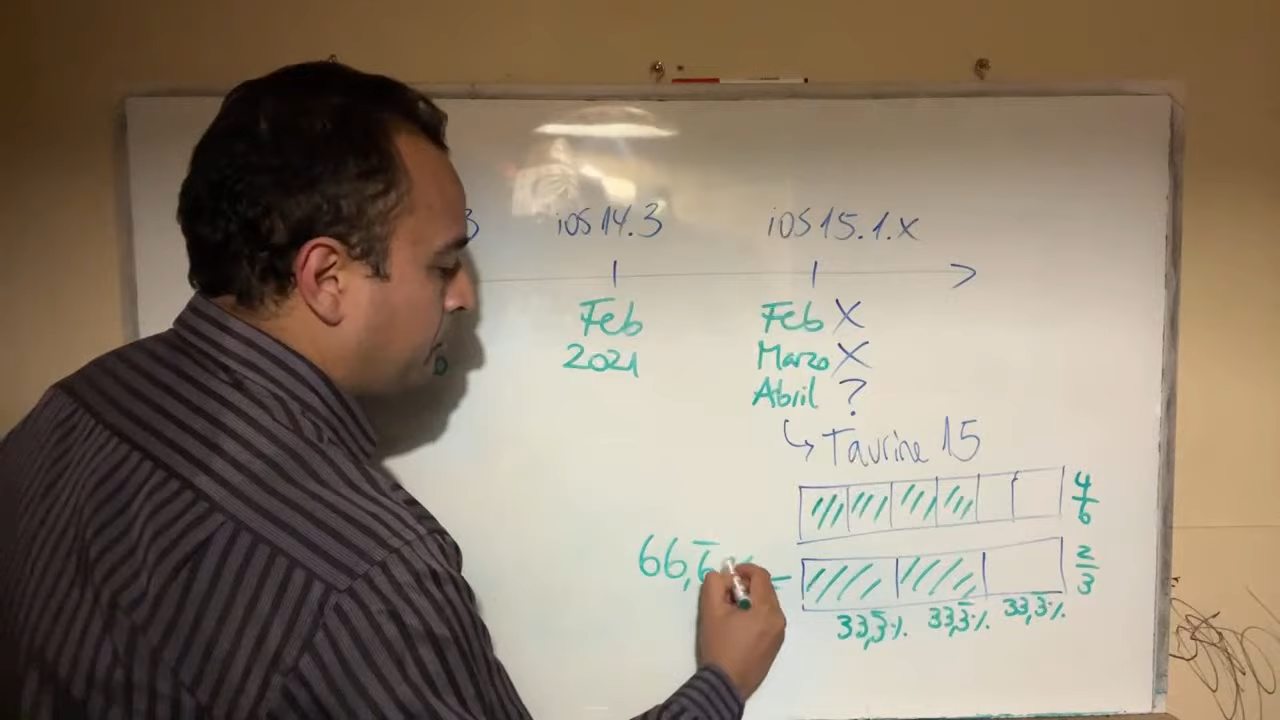 3 iOS 14.3 iOS 15.1.x
Feb Feb X
2021 Marzo X
Abril ?
↳ Taurine 15
4/6
66,6̅ % = 2/3
33,3̅% 33,3̅% 33,3̅%